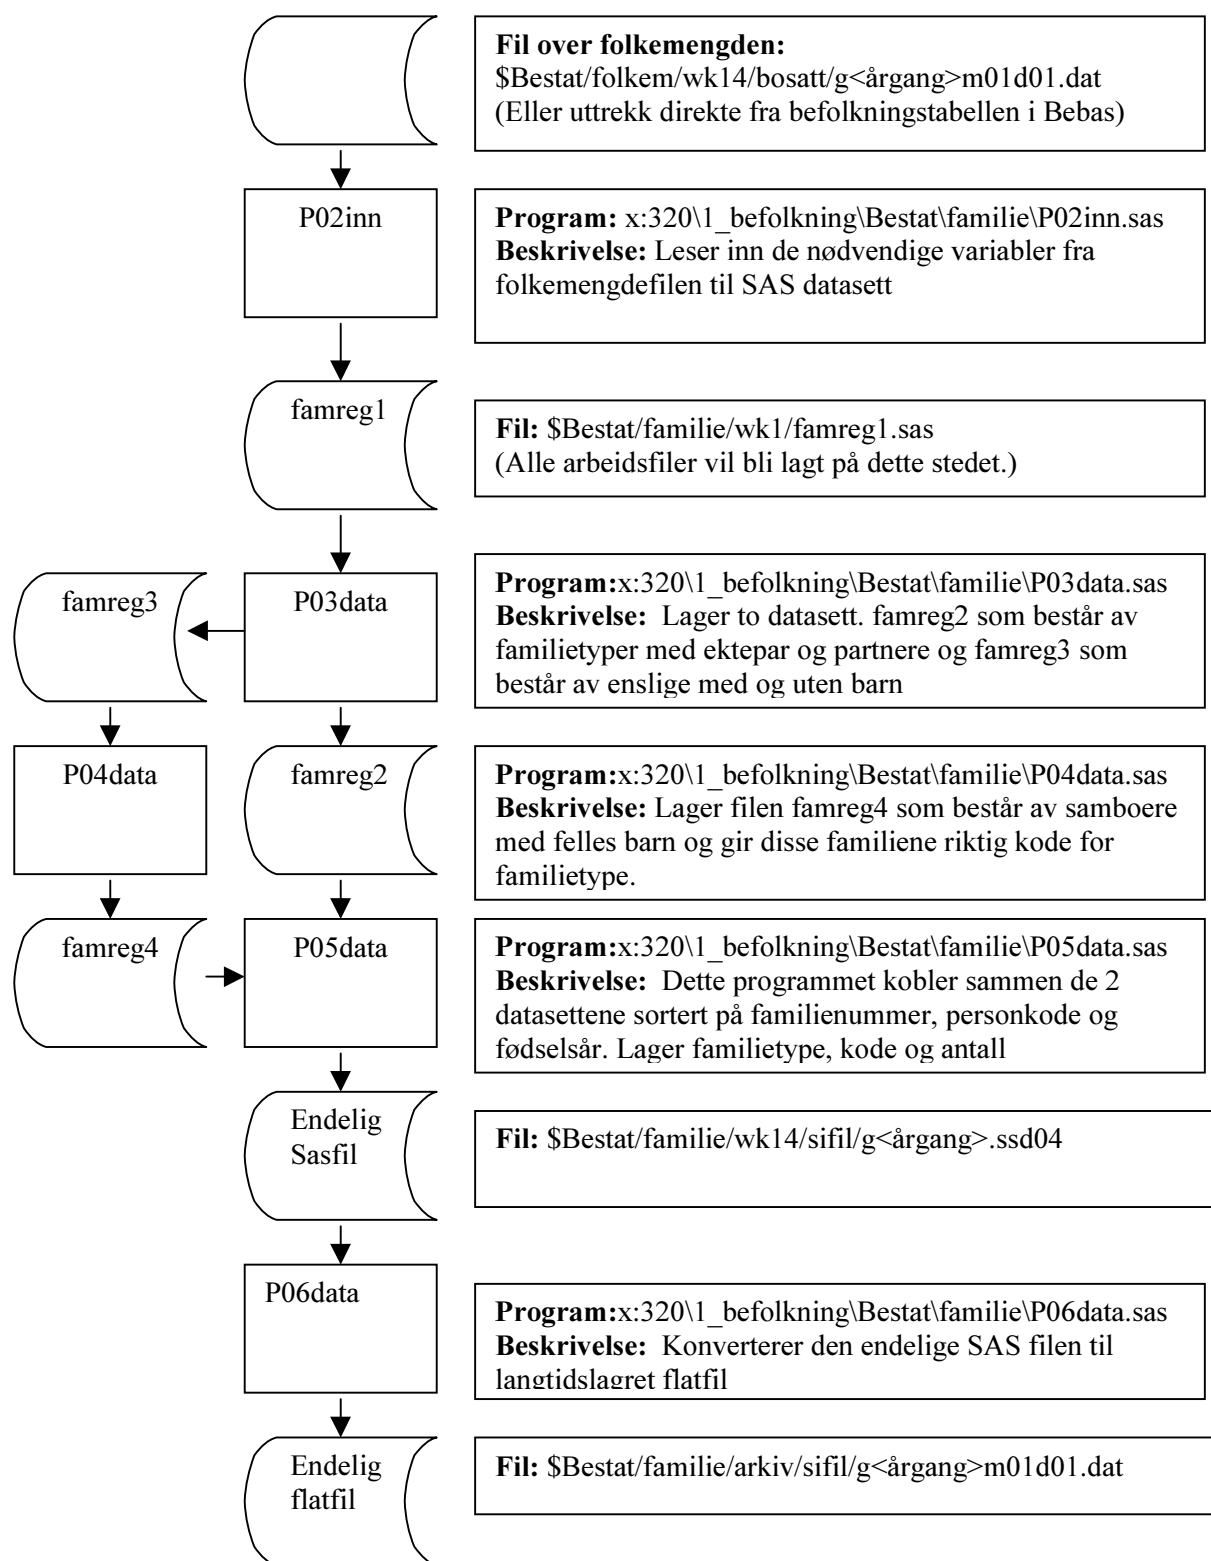 Fil over folkemengden:
$Bestat/folkem/wk14/bosatt/g<årgang>m01d01.dat
(Eller uttrekk direkte fra befolkningstabellen i Bebas)
P02inn
Program: x:320\1_befolkning\Bestat\familie\P02inn.sas
Beskrivelse: Leser inn de nødvendige variabler fra
folkemengdefilen til SAS datasett
famreg1
Fil: $Bestat/familie/wk1/famreg1.sas
(Alle arbeidsfiler vil bli lagt på dette stedet.)
famreg3
P03data
Program:x:320\1_befolkning\Bestat\familie\P03data.sas
Beskrivelse: Lager to datasett. famreg2 som består av
familietyper med ektepar og partnere og famreg3 som
består av enslige med og uten barn
P04data
famreg2
Program:x:320\1_befolkning\Bestat\familie\P04data.sas
Beskrivelse: Lager filen famreg4 som består av samboere
med felles barn og gir disse familiene riktig kode for
familietype.
famreg4
P05data
Program:x:320\1_befolkning\Bestat\familie\P05data.sas
Beskrivelse: Dette programmet kobler sammen de 2
datasettene sortert på familienummer, personkode og
fødselsår. Lager familietype, kode og antall
Endelig
Sasfil
Fil: $Bestat/familie/wk14/sifil/g<årgang>.ssd04
P06data
Program:x:320\1_befolkning\Bestat\familie\P06data.sas
Beskrivelse: Konverterer den endelige SAS filen til
langtidslagret flatfil
Endelig
flatfil
Fil: $Bestat/familie/arkiv/sifil/g<årgang>m01d01.dat